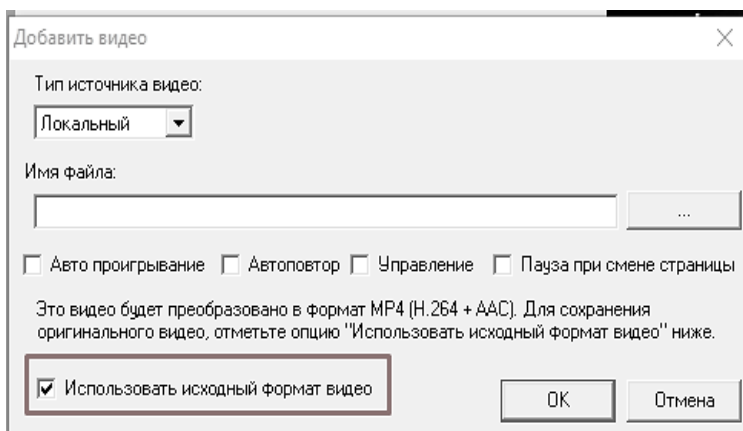 Добавить видео
Тип источника видео:
Локальный
Имя файла:
...
Авто проигрывание Автоповтор Управление Пауза при смене страницы
Это видео будет преобразовано в формат MP4 (H.264 + AAC). Для сохранения
оригинального видео, отметьте опцию "Использовать исходный формат видео" ниже.
Использовать исходный формат видео OK Отмена